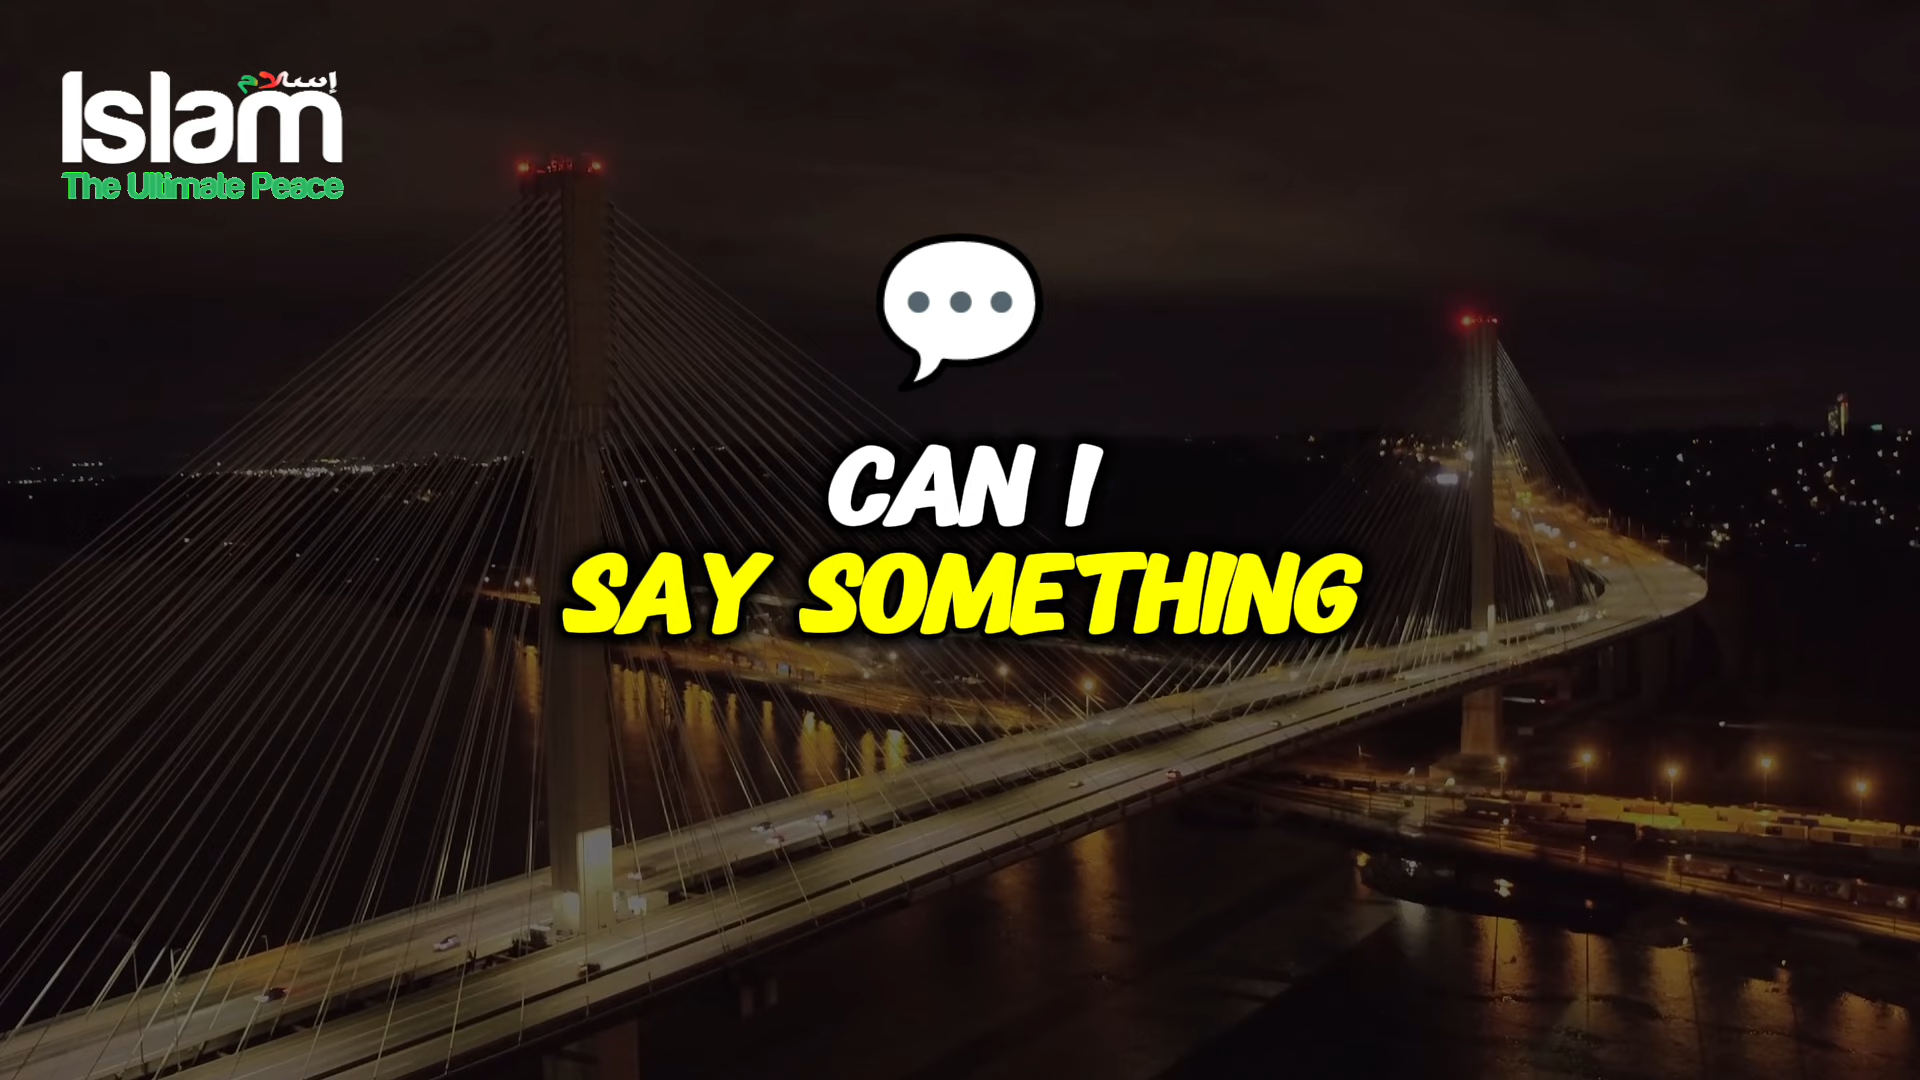 إسلام
Islam
The Ultimate Peace
CAN I
SAY SOMETHING